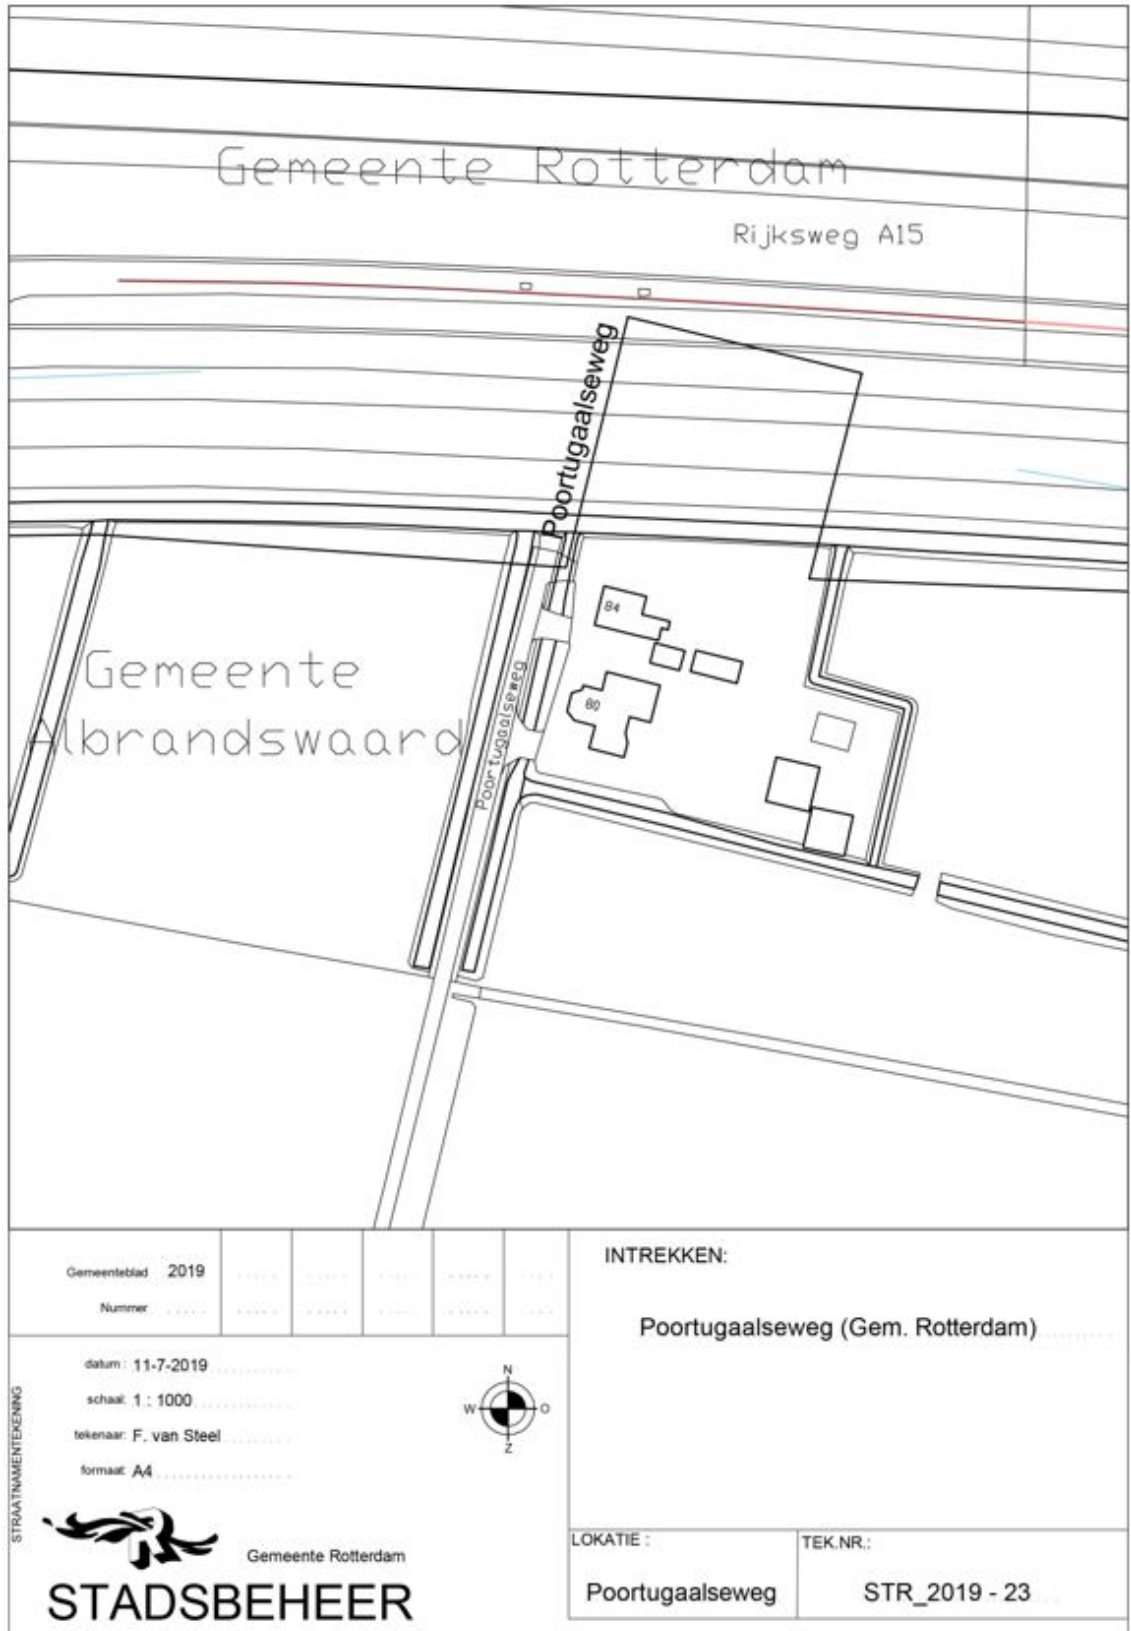 Gemeente Rotterdam
Rijksweg A15
Poortugaalseweg
84
80
Gemeente
Albrandswaard
Poortugaalseweg
Gemeenteblad 2019
Nummer
INTREKKEN:
Poortugaalseweg (Gem. Rotterdam)
datum : 11-7-2019
schaal: 1 : 1000
tekenaar: F. van Steel
formaat: A4
N
W O
Z
STRAATNAMENTEKENING
R
Gemeente Rotterdam
STADSBEHEER
LOKATIE :
Poortugaalseweg
TEK.NR.:
STR_2019 - 23